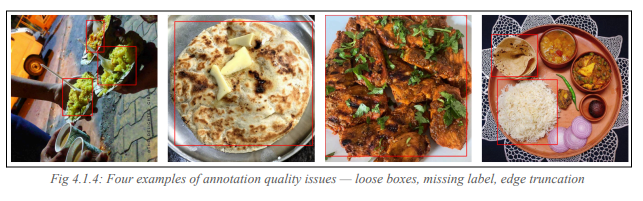 Fig 4.1.4: Four examples of annotation quality issues — loose boxes, missing label, edge truncation